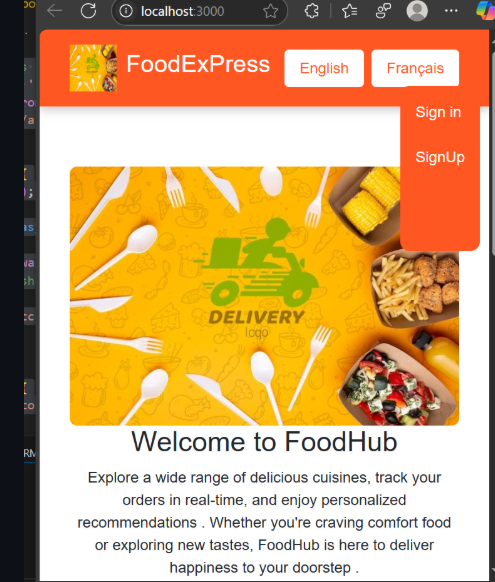 localhost:3000
FoodExPress
English
Français
Sign in
SignUp
DELIVERY
logo
Welcome to FoodHub
Explore a wide range of delicious cuisines, track your
orders in real-time, and enjoy personalized
recommendations . Whether you're craving comfort food
or exploring new tastes, FoodHub is here to deliver
happiness to your doorstep .